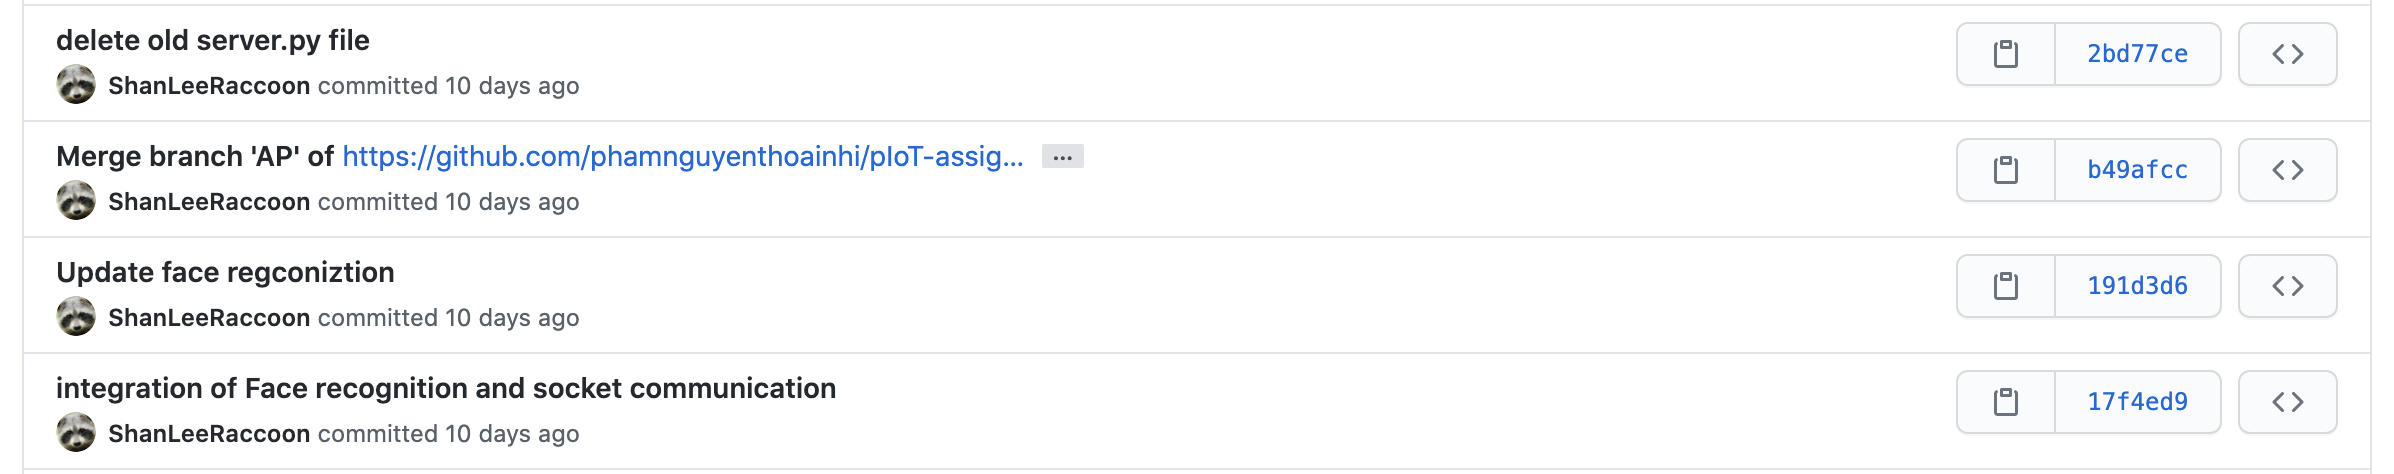 delete old server.py file
2bd77ce
ShanLeeRaccoon committed 10 days ago
Merge branch 'AP' of https://github.com/phamnguyenthoainhi/pIoT-assig... ...
b49afcc
ShanLeeRaccoon committed 10 days ago
Update face regconiztion
191d3d6
ShanLeeRaccoon committed 10 days ago
integration of Face recognition and socket communication
17f4ed9
ShanLeeRaccoon committed 10 days ago